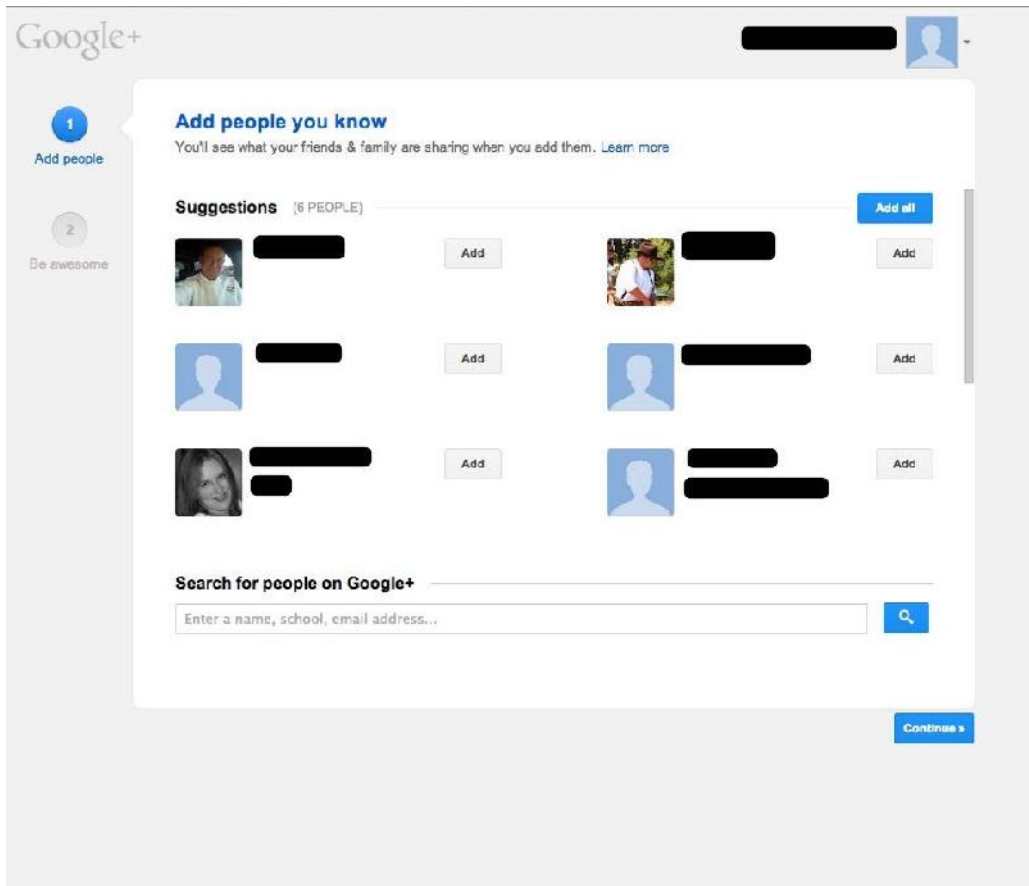 Google+
1
Add people
2
Be awesome
Add people you know
You'll see what your friends & family are sharing when you add them. Learn more
Suggestions (6 PEOPLE) Add all
Add Add
Add Add
Add Add
Search for people on Google+
Enter a name, school, email address...
Continue »